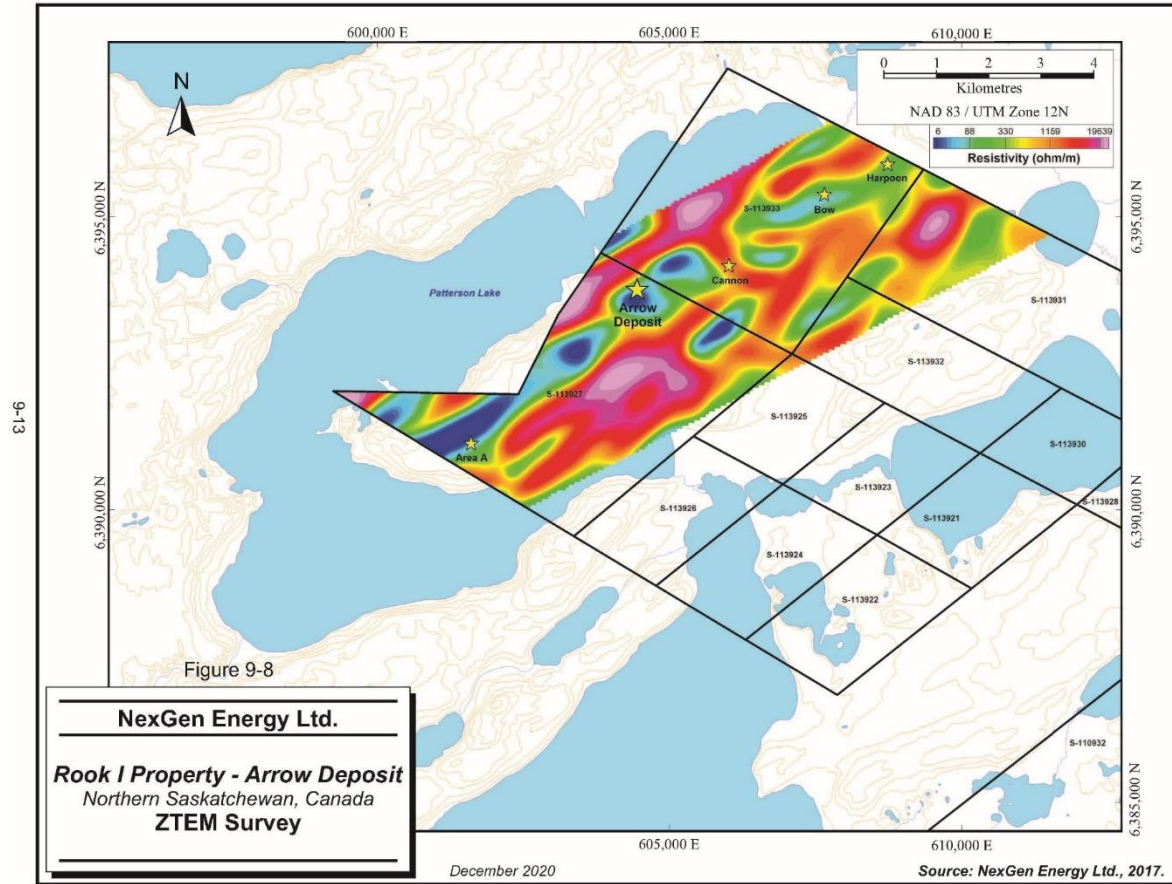 600,000 E
605,000 E
610,000 E
N
0 1 2 3 4
Kilometres
NAD 83 / UTM Zone 12N
6 88 330 1159 19639
Resistivity (ohm/m)
6,395,000 N
6,395,000 N
Harpoon
Bow
S-113933
Cannon
Patterson Lake
Arrow
Deposit
S-113931
S-113932
S-113927
S-113925
Area A
S-113930
S-113923
S-113928
S-113926
S-113921
6,390,000 N
6,390,000 N
S-113924
S-113922
9-13
Figure 9-8
NexGen Energy Ltd.
Rook I Property - Arrow Deposit
Northern Saskatchewan, Canada
ZTEM Survey
S-110932
6,385,000 N
605,000 E
610,000 E
December 2020
Source: NexGen Energy Ltd., 2017.